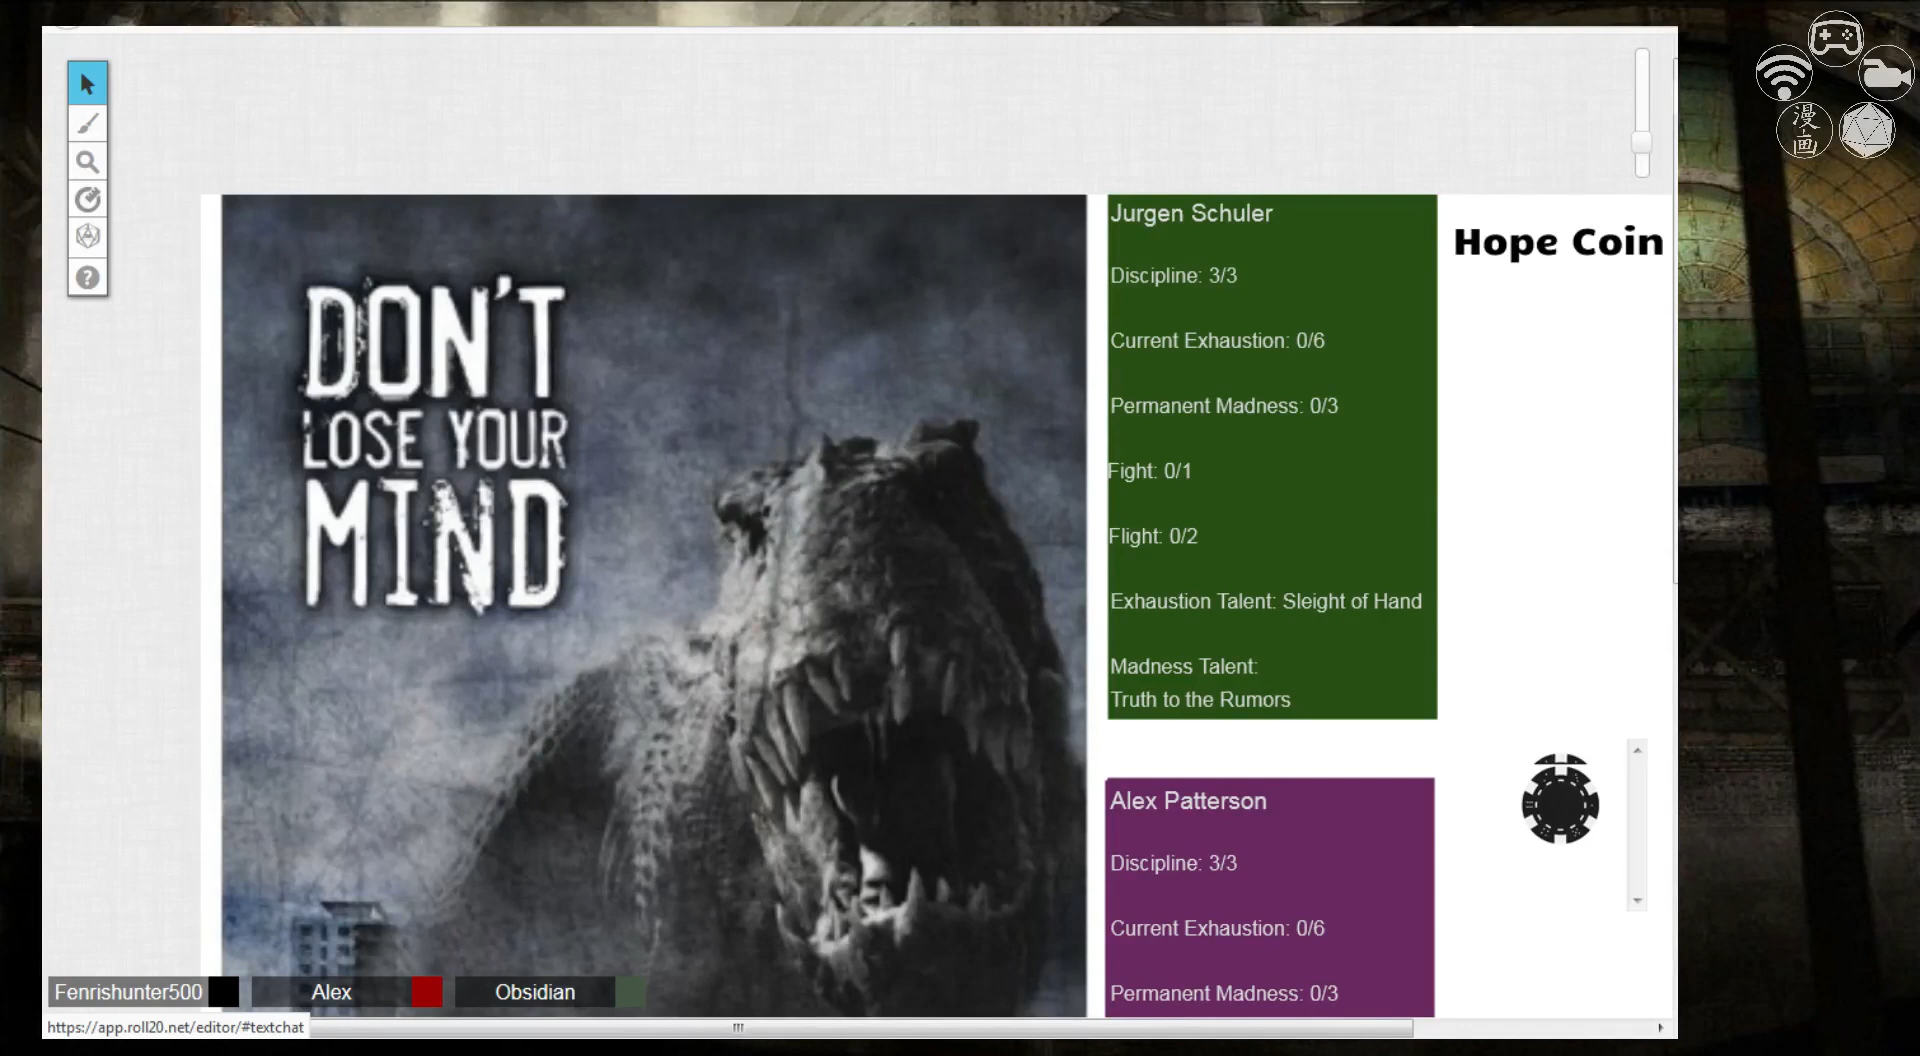 DON'T
LOSE YOUR
MIND
Jurgen Schuler
Discipline: 3/3
Current Exhaustion: 0/6
Permanent Madness: 0/3
Fight: 0/1
Flight: 0/2
Exhaustion Talent: Sleight of Hand
Madness Talent:
Truth to the Rumors
Hope Coin
漫
画
Alex Patterson
Discipline: 3/3
Current Exhaustion: 0/6
Permanent Madness: 0/3
Fenrishunter500
Alex
Obsidian
https://app.roll20.net/editor/#textchat